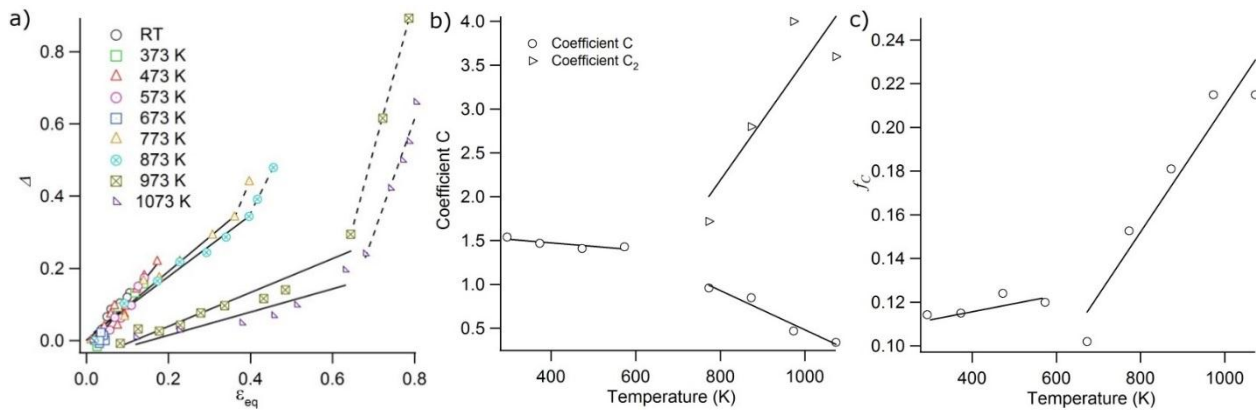 a)
RT
373 K
473 K
573 K
673 K
773 K
873 K
973 K
1073 K
0.8
0.6
0.4
0.2
0.0
Δ
0.0 0.2 0.4 0.6 0.8
ε_eq
b)
Coefficient C
Coefficient C₂
4.0
3.5
3.0
2.5
2.0
1.5
1.0
0.5
Coefficient C
400 600 800 1000
Temperature (K)
c)
0.24
0.22
0.20
0.18
0.16
0.14
0.12
0.10
f_C
400 600 800 1000
Temperature (K)